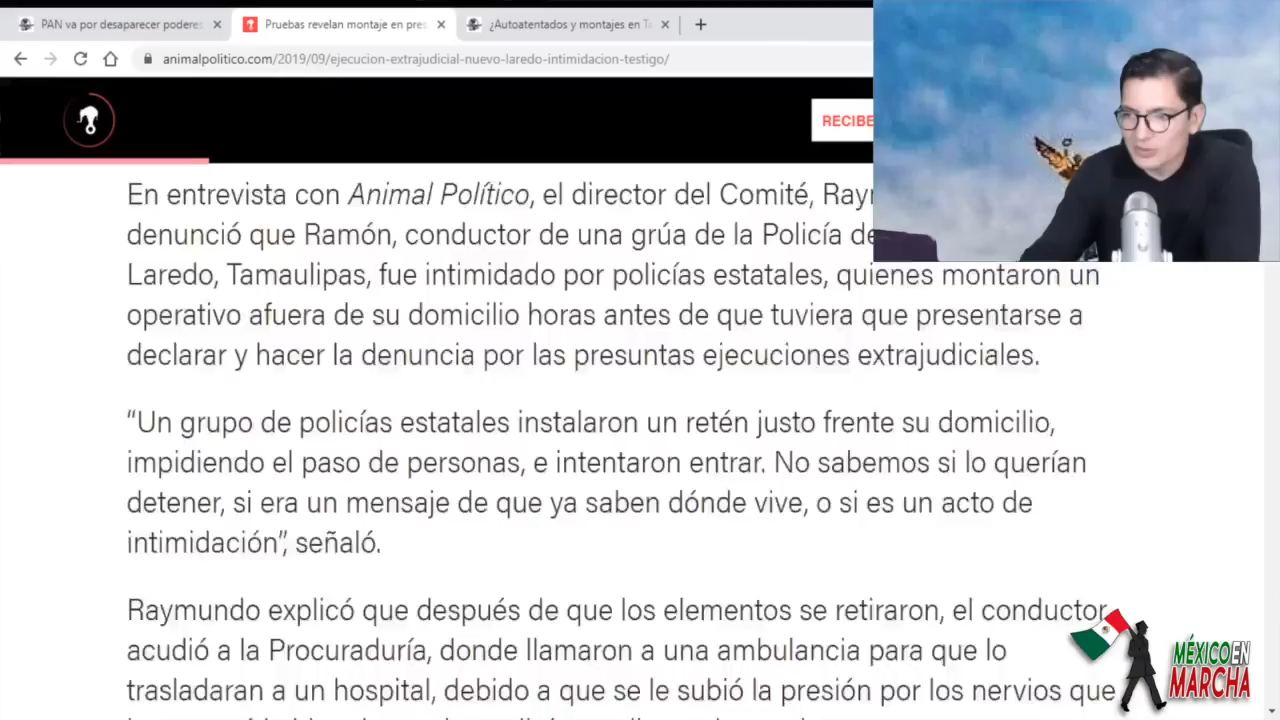 PAN va por desaparecer poderes
Pruebas revelan montaje en pres
¿Autoatentados y montajes en Ta
animalpolitico.com/2019/09/ejecucion-extrajudicial-nuevo-laredo-intimidacion-testigo/
RECIBE
En entrevista con Animal Político, el director del Comité, Ray
denunció que Ramón, conductor de una grúa de la Policía de
Laredo, Tamaulipas, fue intimidado por policías estatales, quienes montaron un
operativo afuera de su domicilio horas antes de que tuviera que presentarse a
declarar y hacer la denuncia por las presuntas ejecuciones extrajudiciales.
“Un grupo de policías estatales instalaron un retén justo frente su domicilio,
impidiendo el paso de personas, e intentaron entrar. No sabemos si lo querían
detener, si era un mensaje de que ya saben dónde vive, o si es un acto de
intimidación”, señaló.
Raymundo explicó que después de que los elementos se retiraron, el conductor
acudió a la Procuraduría, donde llamaron a una ambulancia para que lo
trasladaran a un hospital, debido a que se le subió la presión por los nervios que
MÉXICO EN
MARCHA